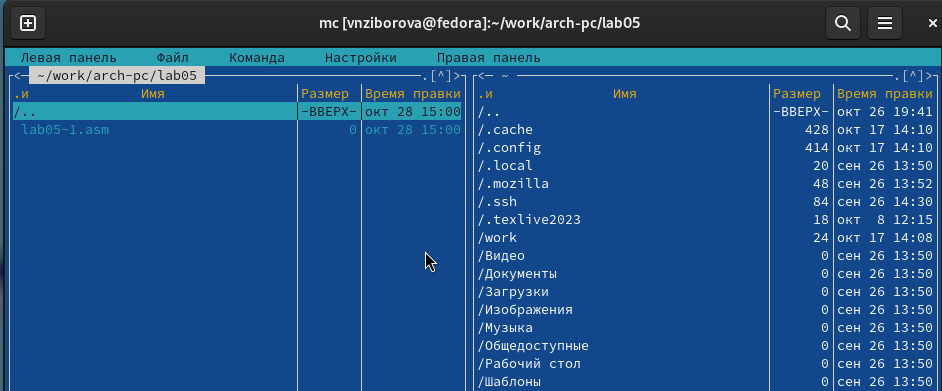 mc [vnziborova@fedora]:~/work/arch-pc/lab05
Левая панель Файл Команда Настройки Правая панель
<— ~/work/arch-pc/lab05 .[^]>
.и Имя Размер Время правки
/.. -ВВЕРХ- окт 28 15:00
lab05-1.asm 0 окт 28 15:00
<— ~ .[^]>
.и Имя Размер Время правки
/.. -ВВЕРХ- окт 26 19:41
/.cache 428 окт 17 14:10
/.config 414 окт 17 14:10
/.local 20 сен 26 13:50
/.mozilla 48 сен 26 13:52
/.ssh 84 сен 26 14:30
/.texlive2023 18 окт 8 12:15
/work 24 окт 17 14:08
/Видео 0 сен 26 13:50
/Документы 0 сен 26 13:50
/Загрузки 0 сен 26 13:50
/Изображения 0 сен 26 13:50
/Музыка 0 сен 26 13:50
/Общедоступные 0 сен 26 13:50
/Рабочий стол 0 сен 26 13:50
/Шаблоны 0 сен 26 13:50